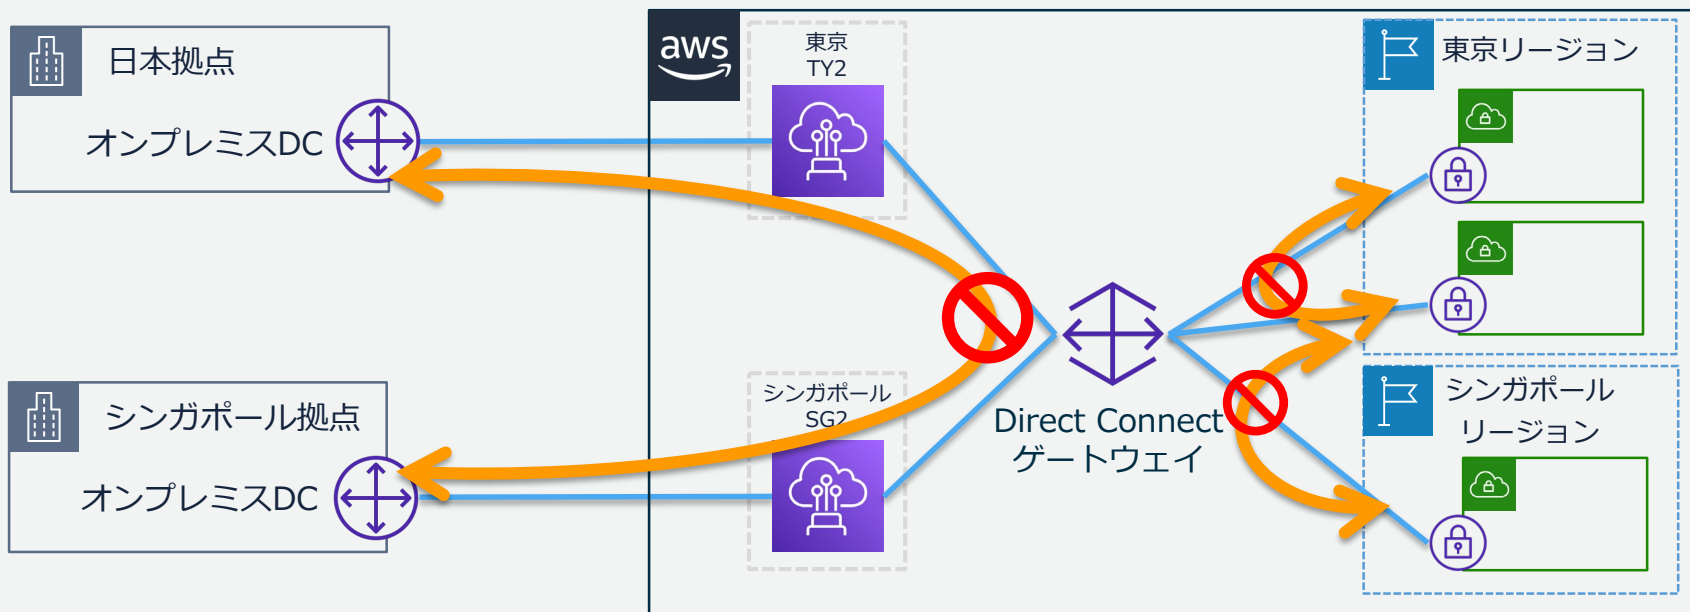 日本拠点
オンプレミスDC
シンガポール拠点
オンプレミスDC
aws
東京
TY2
シンガポール
SG2
Direct Connect
ゲートウェイ
東京リージョン
シンガポール
リージョン